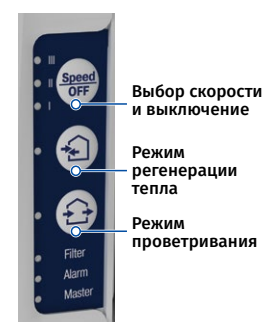 III
Speed
OFF
II
I
Выбор скорости
и выключение
Режим
регенерации
тепла
Режим
проветривания
Filter
Alarm
Master